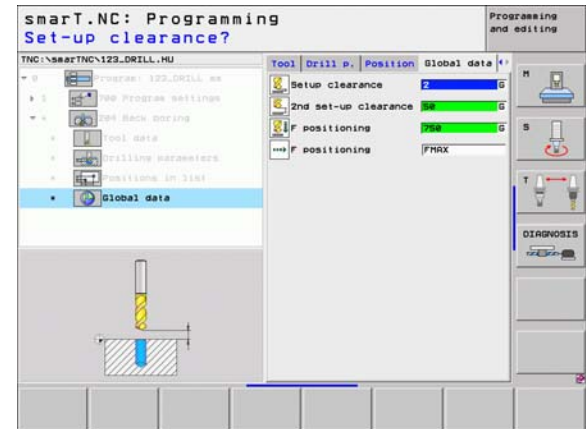 smarT.NC: Programming
Programming and editing
Set-up clearance?
TNC:\smarTNC\123_DRILL.HU
Tool Drill p. Position Global data
0 Program: 123_DRILL mm
1 700 Program settings
204 Back boring
Tool data
Drilling parameters
Positions in list
Global data
Setup clearance 2 G
2nd set-up clearance 50 G
F positioning 750 G
F positioning FMAX
M
S
T
DIAGNOSIS